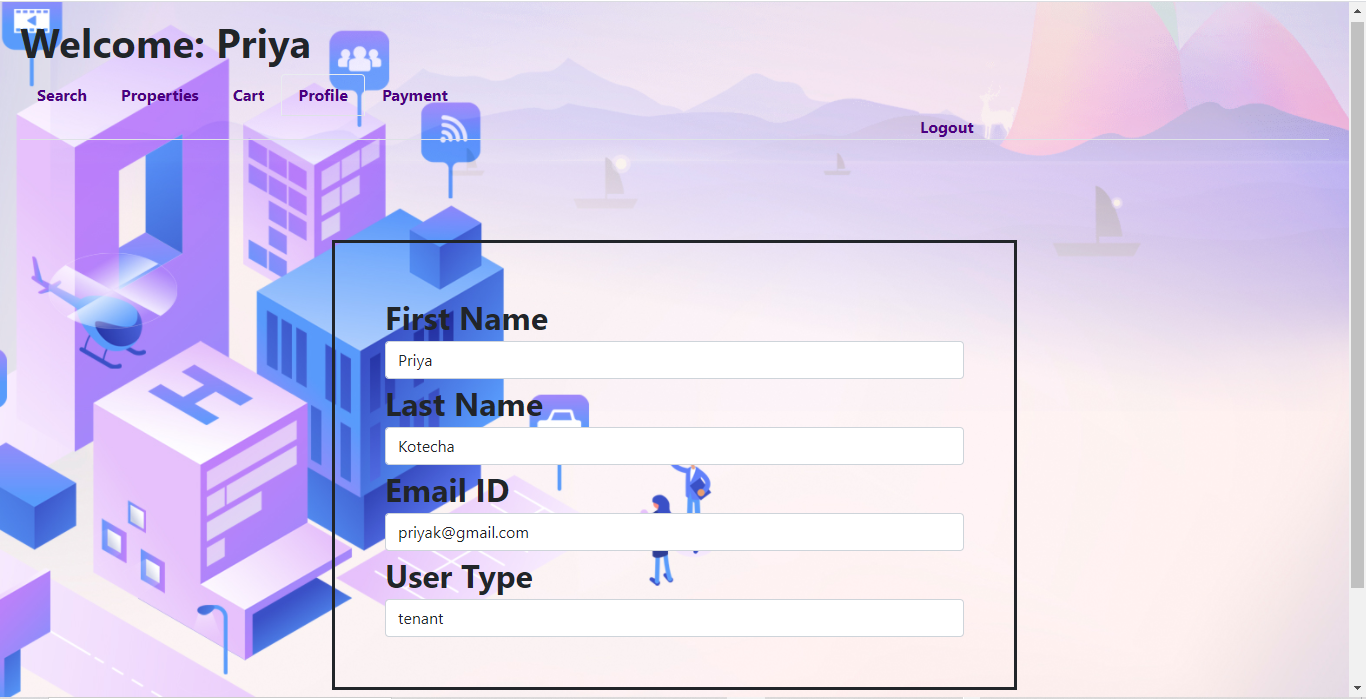 Welcome: Priya
Search Properties Cart Profile Payment
Logout
First Name
Priya
Last Name
Kotecha
Email ID
priyak@gmail.com
User Type
tenant